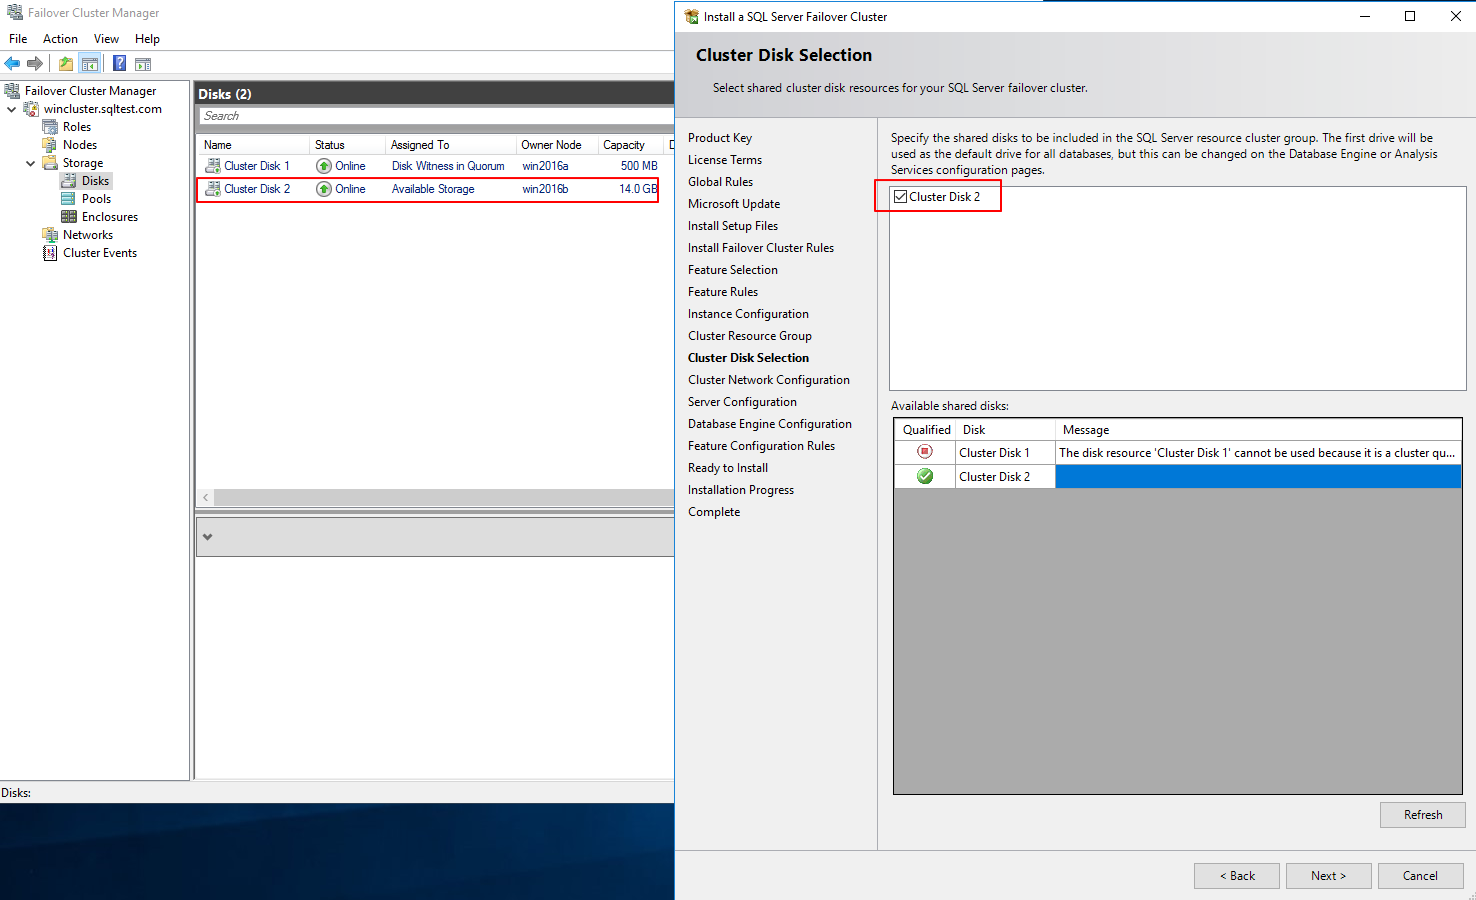 Failover Cluster Manager
File Action View Help
Failover Cluster Manager
wincluster.sqltest.com
Roles
Nodes
Storage
Disks
Pools
Enclosures
Networks
Cluster Events
Disks (2)
Search
Name Status Assigned To Owner Node Capacity D
Cluster Disk 1 Online Disk Witness in Quorum win2016a 500 MB
Cluster Disk 2 Online Available Storage win2016b 14.0 GB
Disks:
Install a SQL Server Failover Cluster
Cluster Disk Selection
Select shared cluster disk resources for your SQL Server failover cluster.
Product Key
License Terms
Global Rules
Microsoft Update
Install Setup Files
Install Failover Cluster Rules
Feature Selection
Feature Rules
Instance Configuration
Cluster Resource Group
Cluster Disk Selection
Cluster Network Configuration
Server Configuration
Database Engine Configuration
Feature Configuration Rules
Ready to Install
Installation Progress
Complete
Specify the shared disks to be included in the SQL Server resource cluster group. The first drive will be
used as the default drive for all databases, but this can be changed on the Database Engine or Analysis
Services configuration pages.
Cluster Disk 2
Available shared disks:
Qualified Disk Message
Cluster Disk 1 The disk resource 'Cluster Disk 1' cannot be used because it is a cluster qu...
Cluster Disk 2
Refresh
< Back Next > Cancel